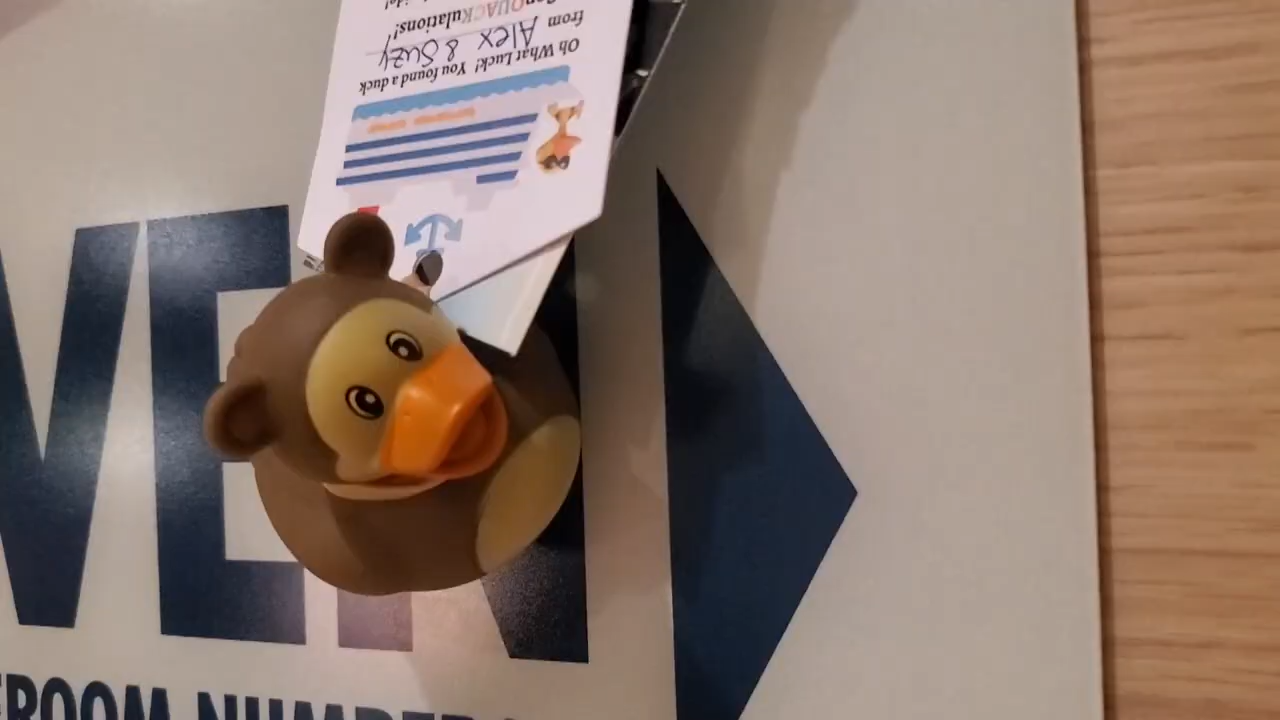 Oh What Luck! You found a duck
from Alex & Suzy
ConQUACKulations!
VEN
EROOM NUMBER